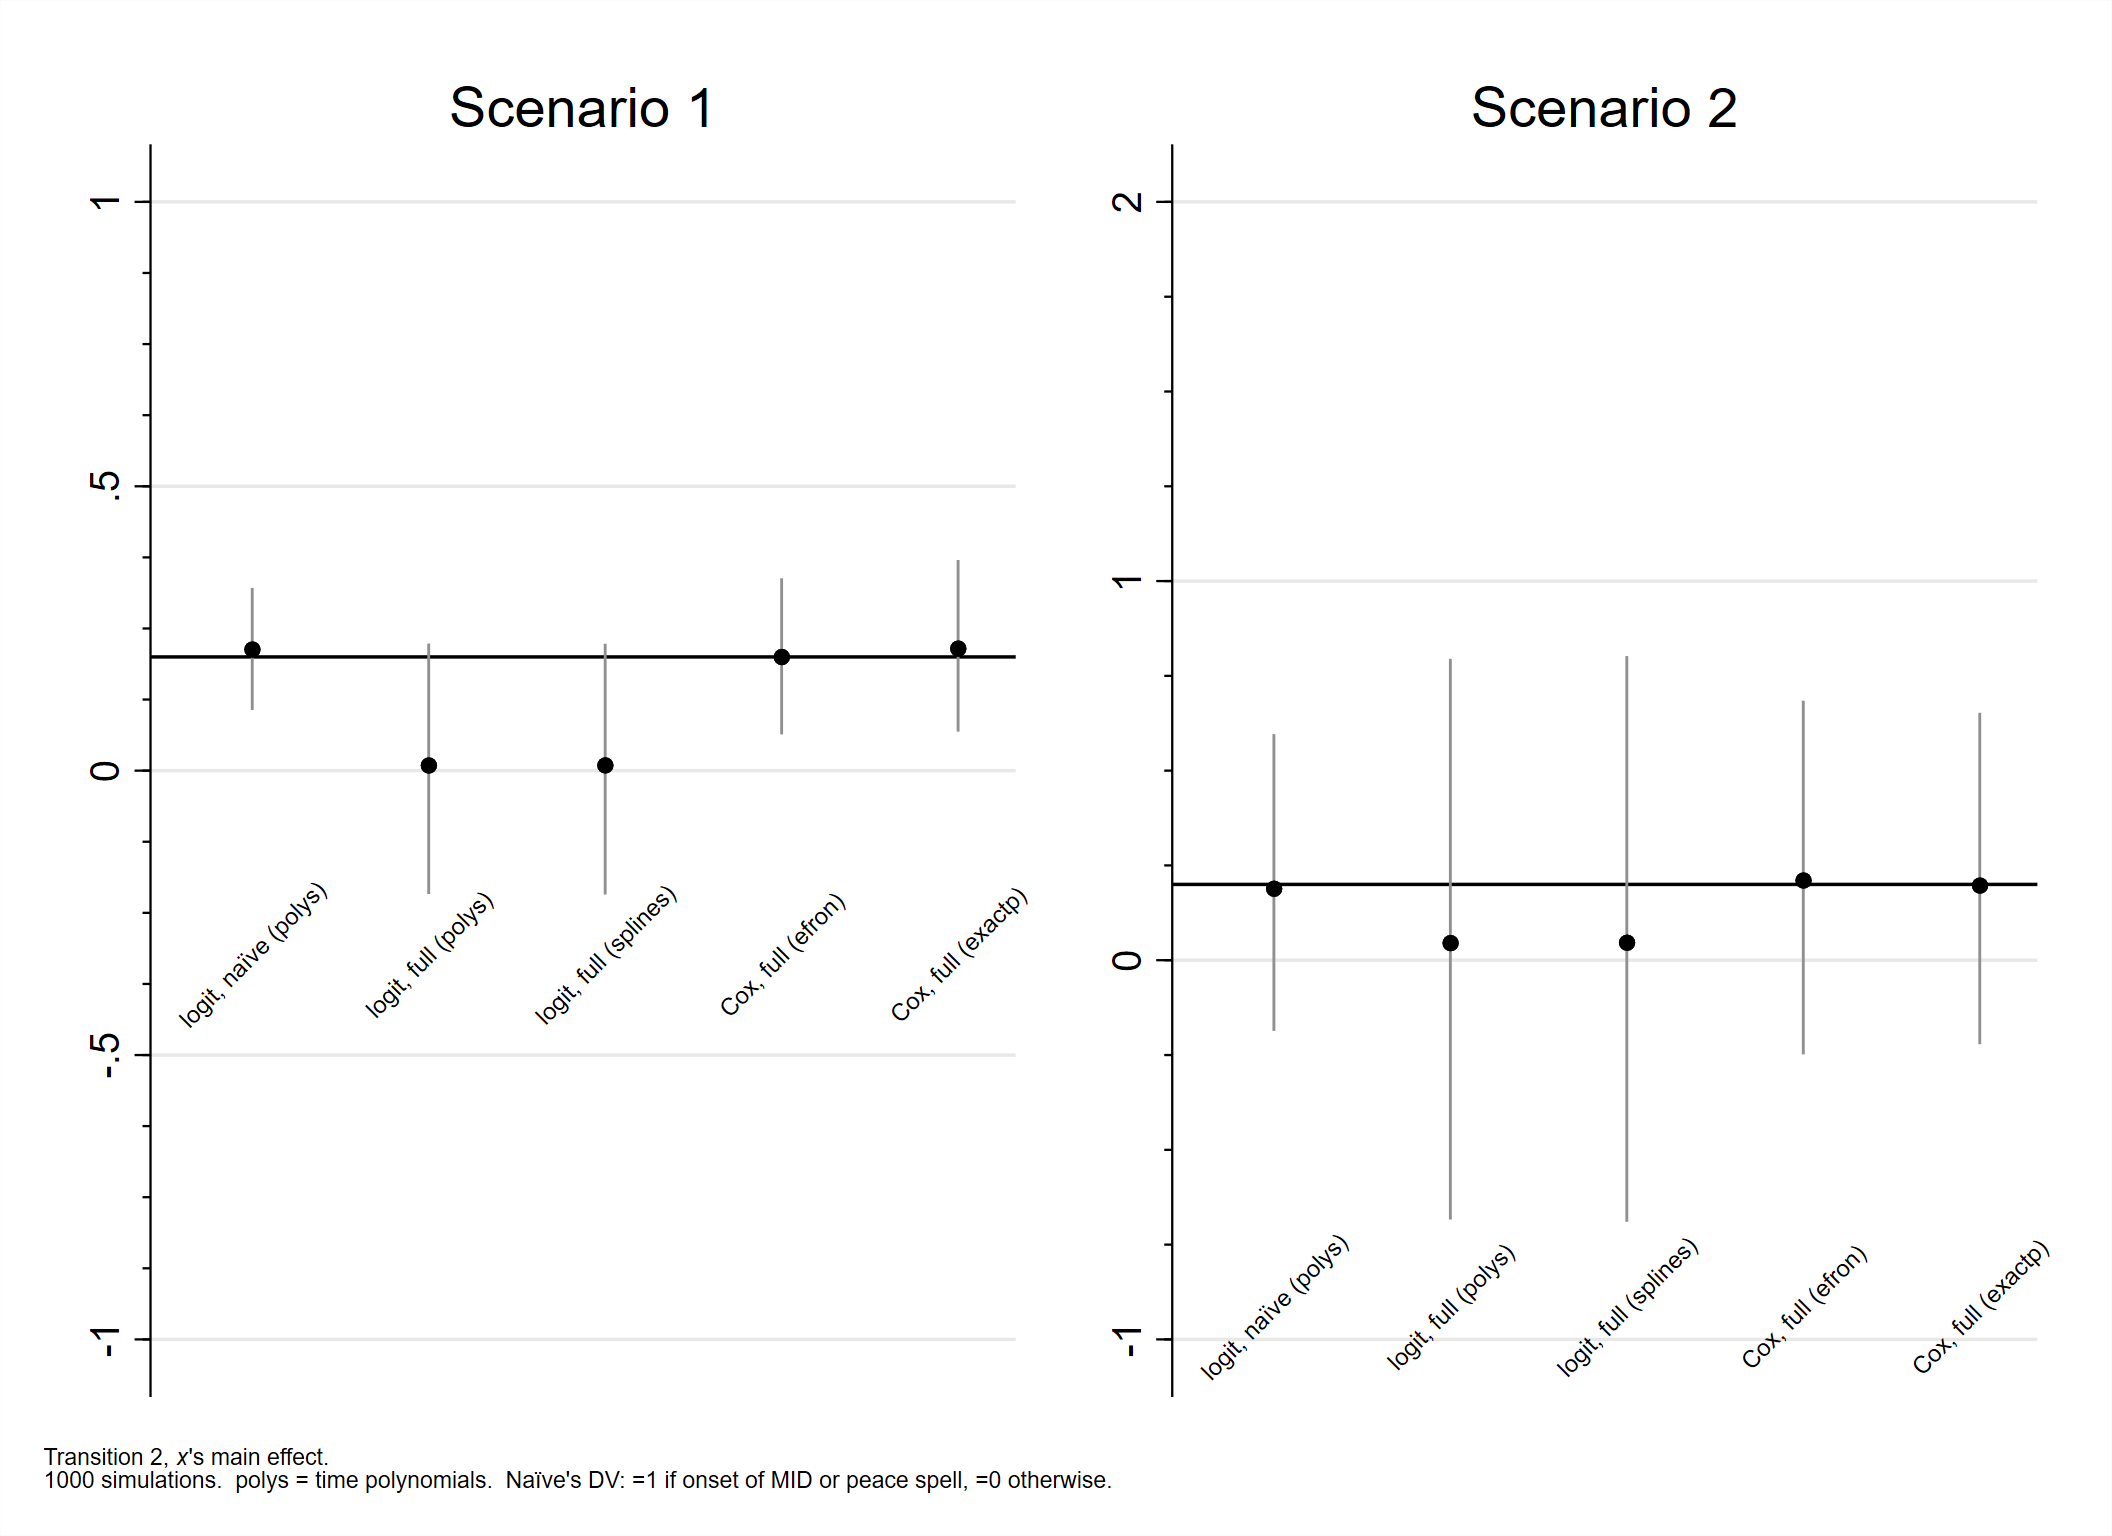 Scenario 1
1
.5
0
-.5
-1
logit, naïve (polys)
logit, full (polys)
logit, full (splines)
Cox, full (efron)
Cox, full (exactp)
Scenario 2
2
1
0
-1
logit, naïve (polys)
logit, full (polys)
logit, full (splines)
Cox, full (efron)
Cox, full (exactp)
Transition 2, x's main effect.
1000 simulations.  polys = time polynomials.  Naïve's DV: =1 if onset of MID or peace spell, =0 otherwise.